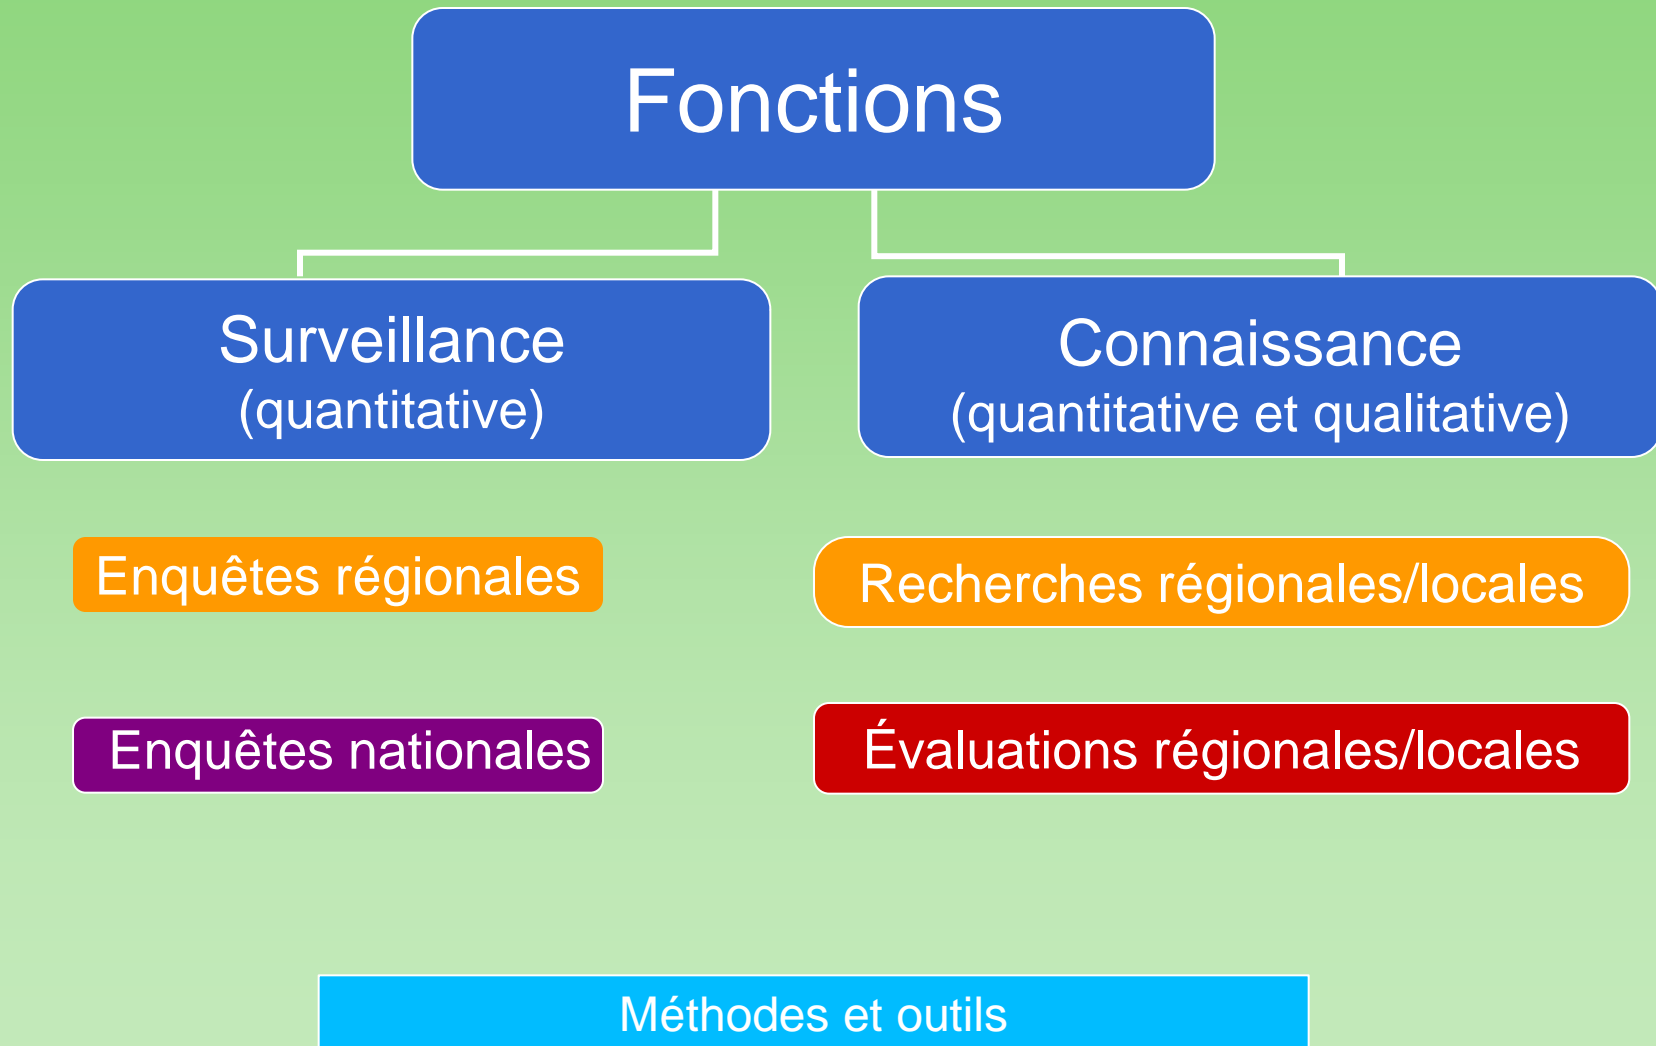 Fonctions
Surveillance
(quantitative)
Connaissance
(quantitative et qualitative)
Enquêtes régionales
Recherches régionales/locales
Enquêtes nationales
Évaluations régionales/locales
Méthodes et outils